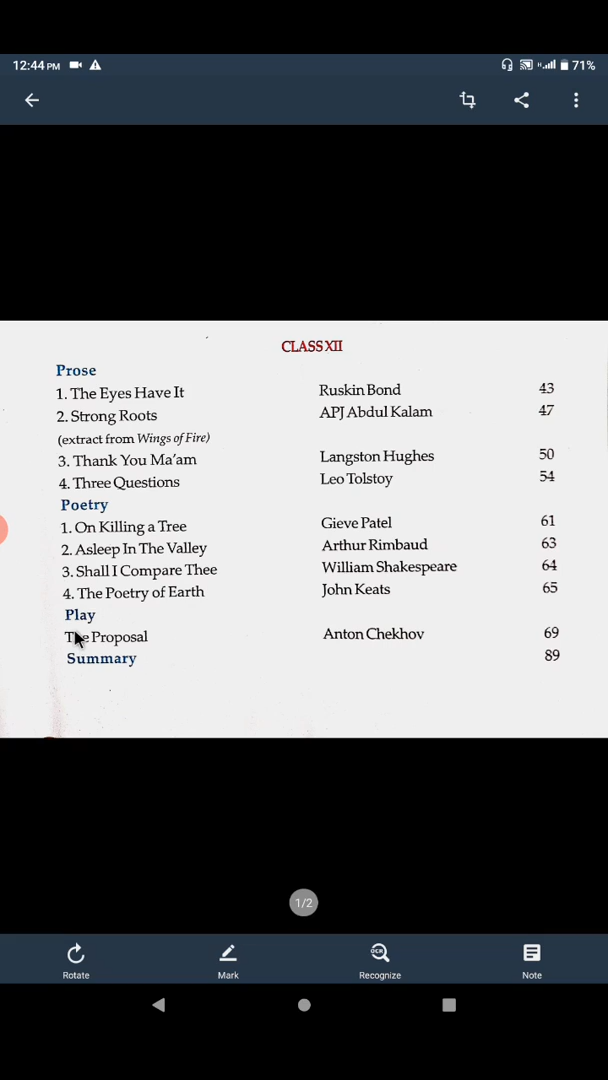 12:44 PM 71%
CLASS XII
Prose
1. The Eyes Have It Ruskin Bond 43
2. Strong Roots APJ Abdul Kalam 47
(extract from Wings of Fire)
3. Thank You Ma'am Langston Hughes 50
4. Three Questions Leo Tolstoy 54
Poetry
1. On Killing a Tree Gieve Patel 61
2. Asleep In The Valley Arthur Rimbaud 63
3. Shall I Compare Thee William Shakespeare 64
4. The Poetry of Earth John Keats 65
Play
The Proposal Anton Chekhov 69
Summary 89
1/2
OCR
Rotate Mark Recognize Note